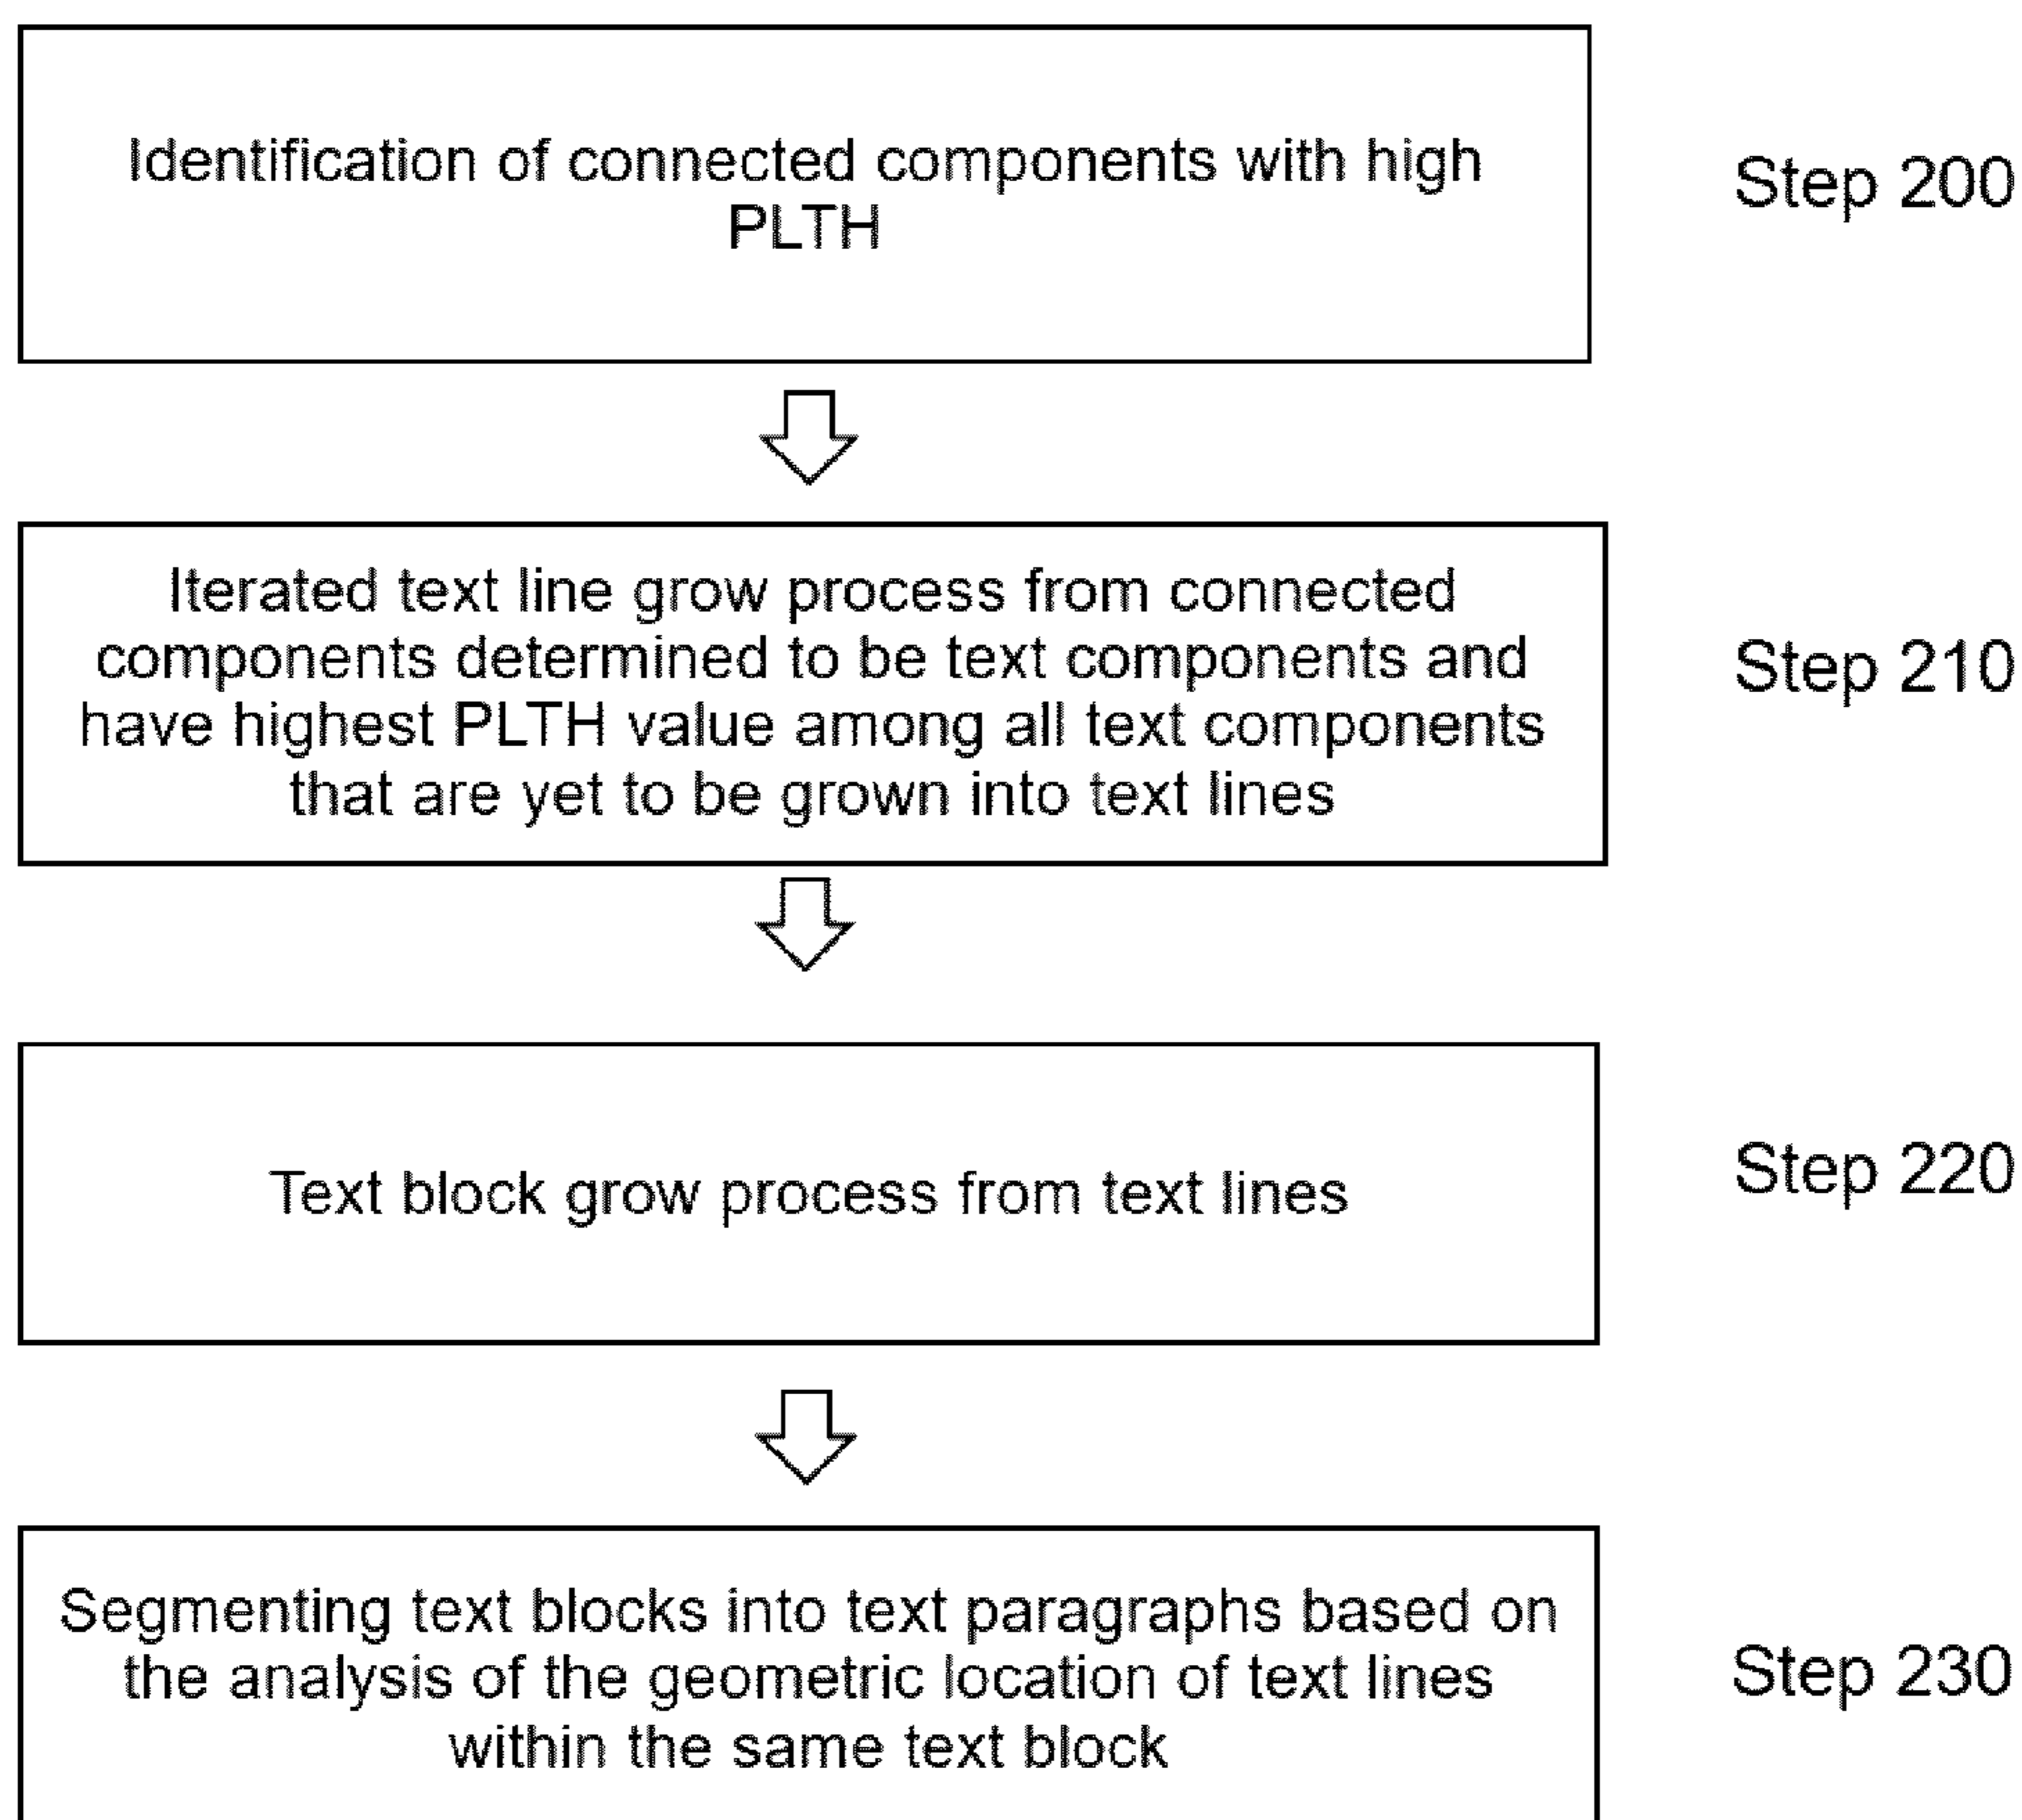 Identification of connected components with high
PLTH
Step 200
Iterated text line grow process from connected
components determined to be text components and
have highest PLTH value among all text components
that are yet to be grown into text lines
Step 210
Text block grow process from text lines
Step 220
Segmenting text blocks into text paragraphs based on
the analysis of the geometric location of text lines
within the same text block
Step 230